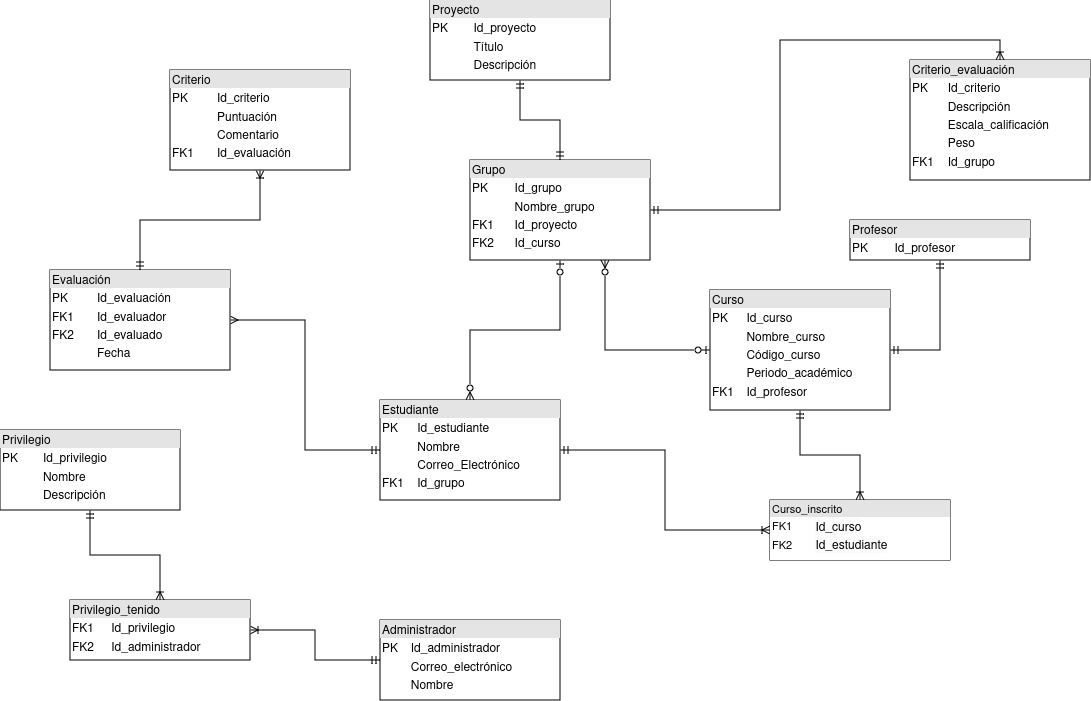 Proyecto
PK Id_proyecto
Título
Descripción
Criterio
PK Id_criterio
Puntuación
Comentario
FK1 Id_evaluación
Criterio_evaluación
PK Id_criterio
Descripción
Escala_calificación
Peso
FK1 Id_grupo
Grupo
PK Id_grupo
Nombre_grupo
FK1 Id_proyecto
FK2 Id_curso
Profesor
PK Id_profesor
Evaluación
PK Id_evaluación
FK1 Id_evaluador
FK2 Id_evaluado
Fecha
Curso
PK Id_curso
Nombre_curso
Código_curso
Periodo_académico
FK1 Id_profesor
Estudiante
PK Id_estudiante
Nombre
Correo_Electrónico
FK1 Id_grupo
Privilegio
PK Id_privilegio
Nombre
Descripción
Curso_inscrito
FK1 Id_curso
FK2 Id_estudiante
Privilegio_tenido
FK1 Id_privilegio
FK2 Id_administrador
Administrador
PK Id_administrador
Correo_electrónico
Nombre